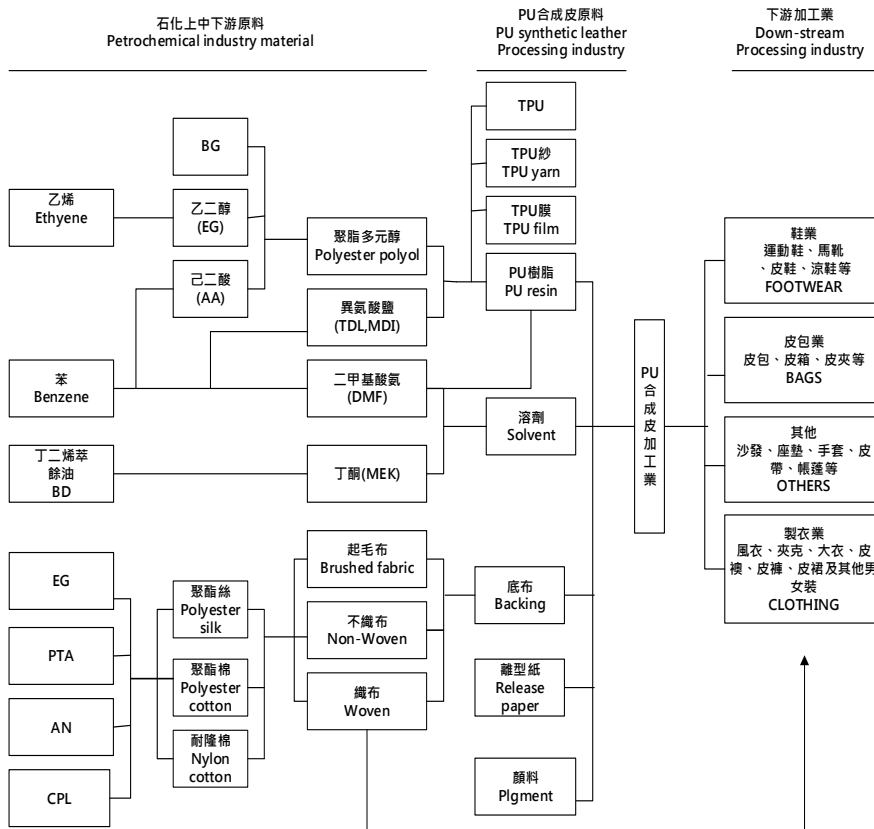 石化上中下游原料
Petrochemical industry material
PU合成皮原料
PU synthetic leather
Processing industry
下游加工業
Down-stream
Processing industry
BG
乙烯
Ethyene
乙二醇
(EG)
己二酸
(AA)
苯
Benzene
丁二烯萃
餘油
BD
聚脂多元醇
Polyester polyol
異氨酸鹽
(TDL,MDI)
二甲基酸氨
(DMF)
丁酮(MEK)
EG
PTA
AN
CPL
聚酯絲
Polyester
silk
聚酯棉
Polyester
cotton
耐隆棉
Nylon
cotton
起毛布
Brushed fabric
不織布
Non-Woven
織布
Woven
TPU
TPU紗
TPU yarn
TPU膜
TPU film
PU樹脂
PU resin
溶劑
Solvent
底布
Backing
離型紙
Release
paper
顏料
Plgment
PU
合
成
皮
加
工
業
鞋業
運動鞋、馬靴
、皮鞋、涼鞋等
FOOTWEAR
皮包業
皮包、皮箱、皮夾等
BAGS
其他
沙發、座墊、手套、皮
帶、帳蓬等
OTHERS
製衣業
風衣、夾克、大衣、皮
襖、皮褲、皮裙及其他男
女裝
CLOTHING